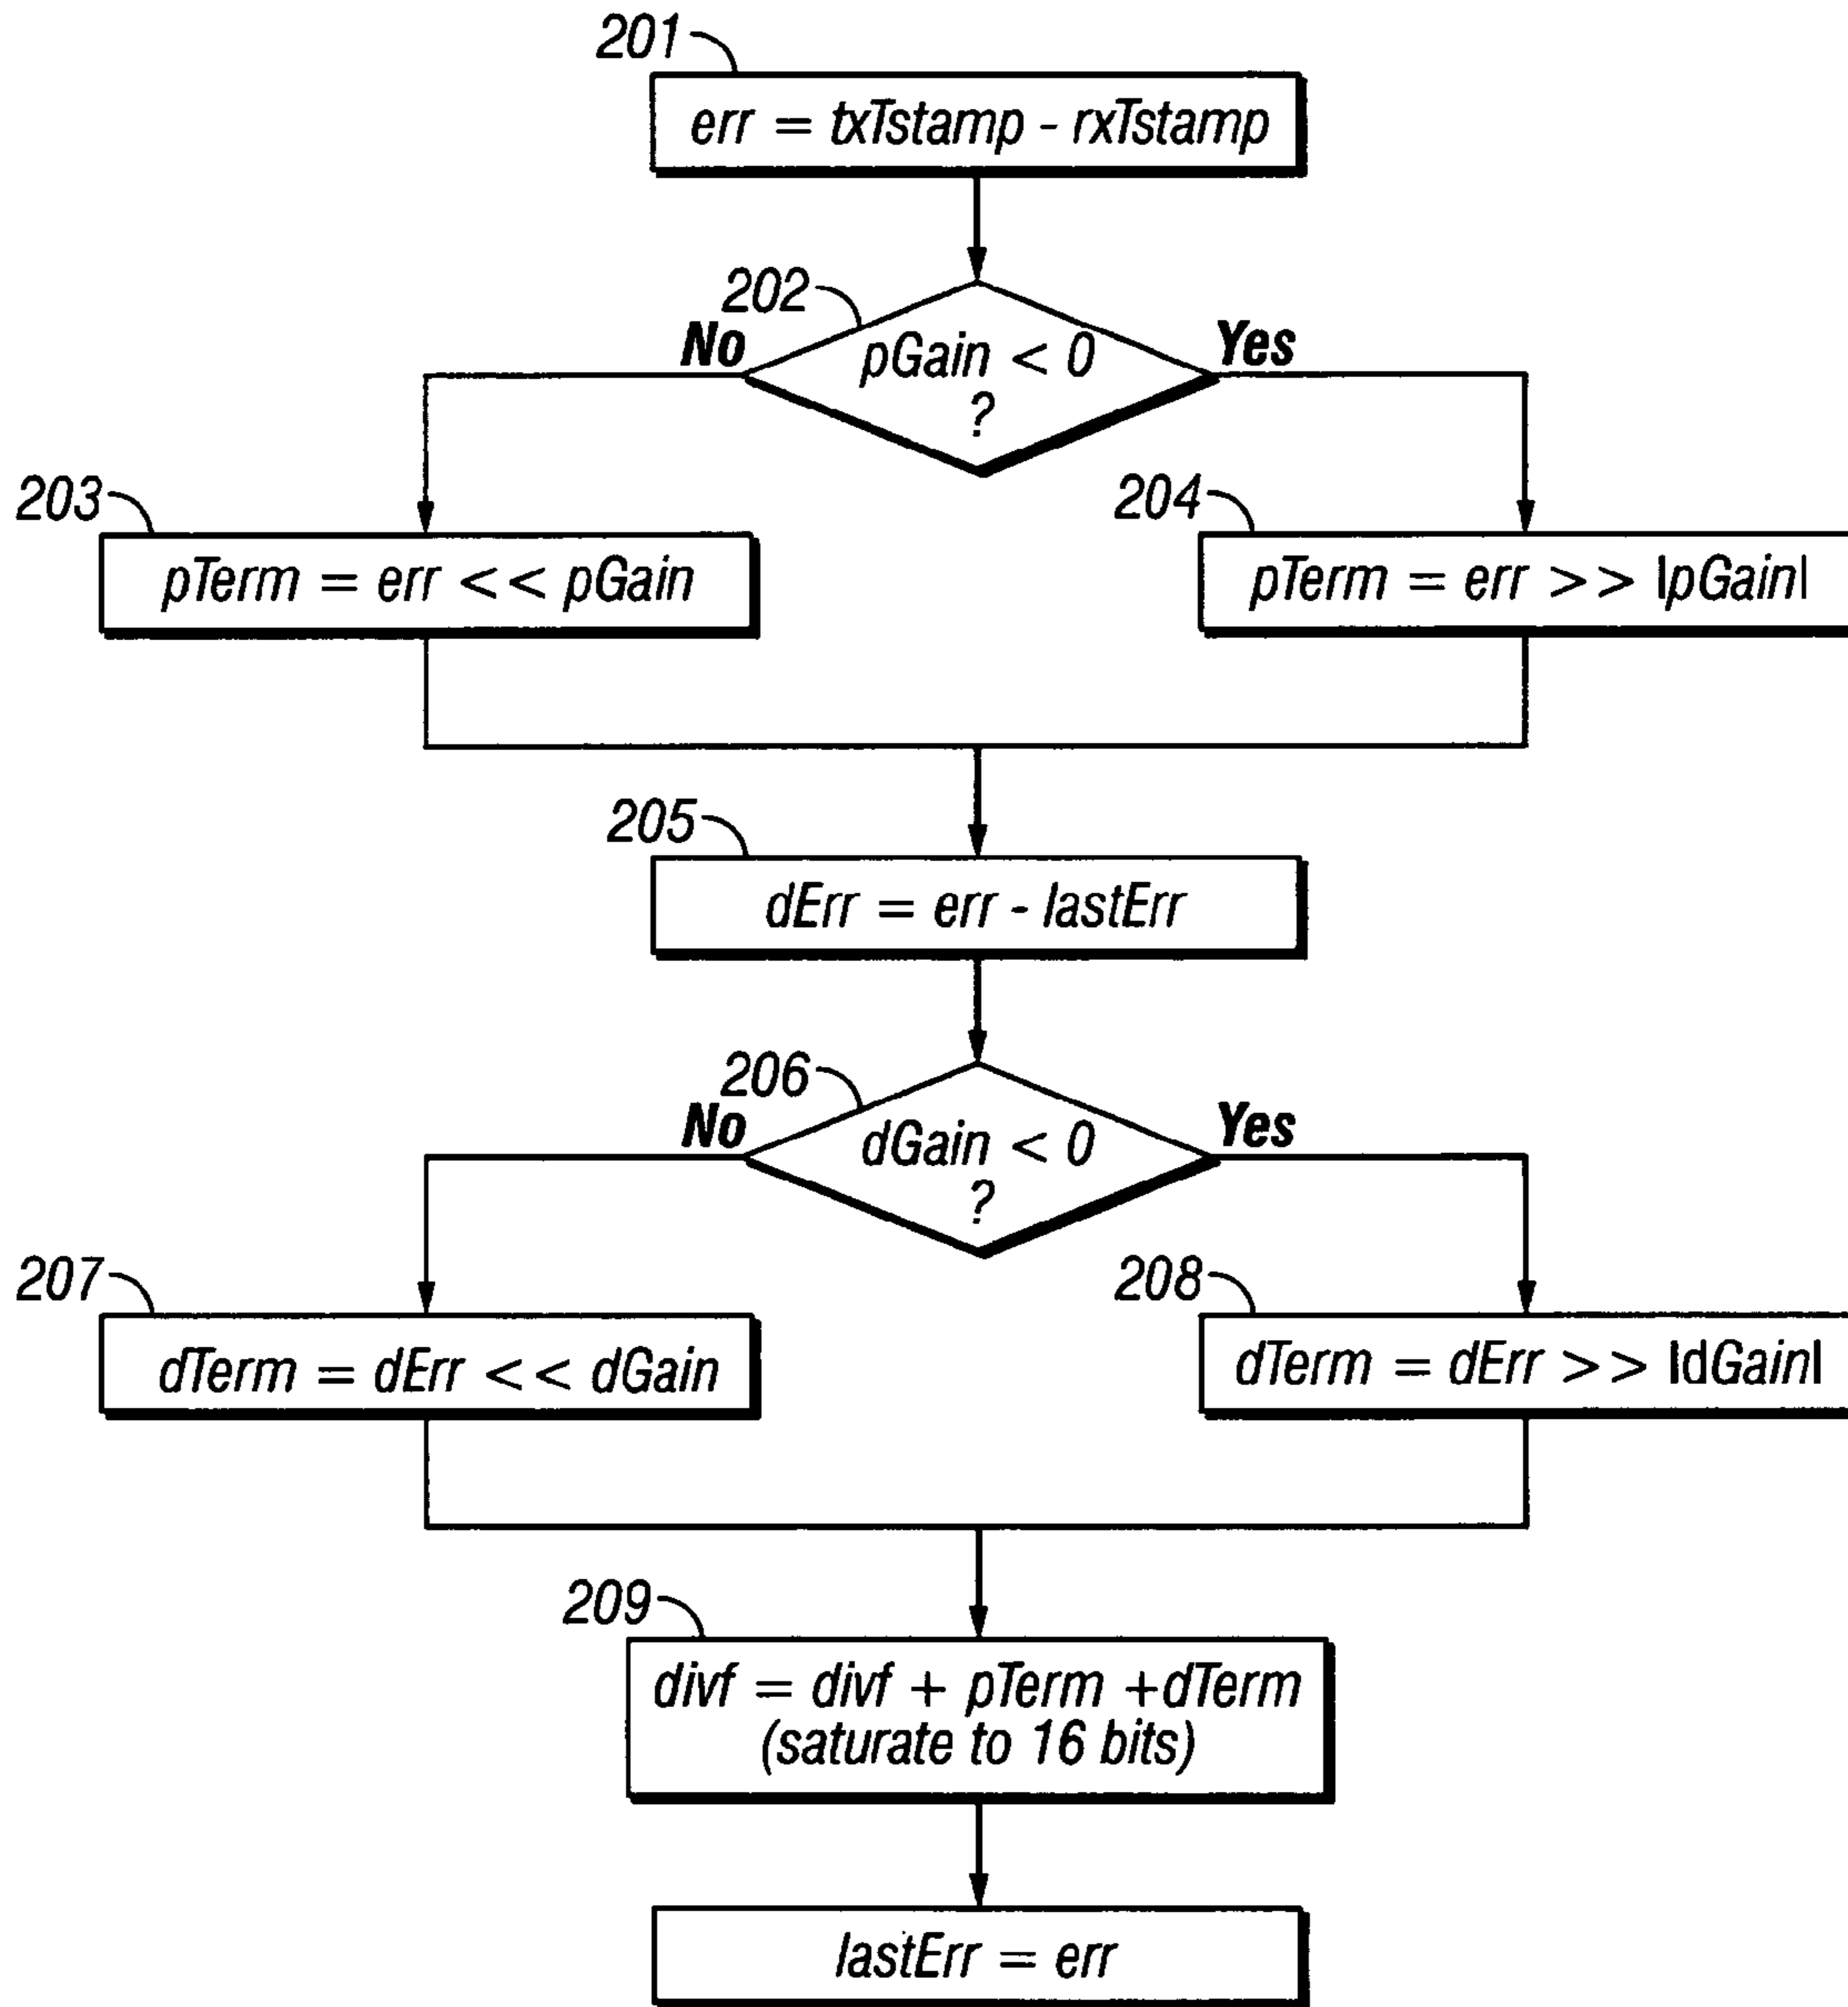 201
err = txTstamp - rxTstamp
202
No
Yes
pGain < 0
?
203
204
pTerm = err < < pGain
pTerm = err > > |pGain|
205
dErr = err - lastErr
206
No
Yes
dGain < 0
?
207
208
dTerm = dErr < < dGain
dTerm = dErr > > |dGain|
209
divf = divf + pTerm +dTerm
(saturate to 16 bits)
lastErr = err